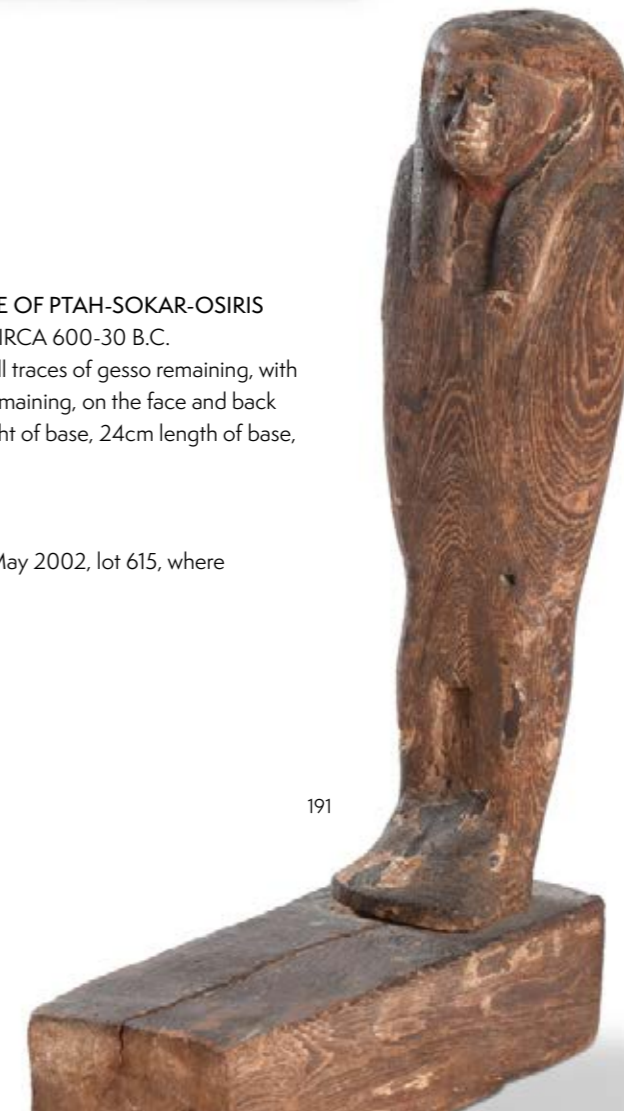 E OF PTAH-SOKAR-OSIRIS
IRCA 600-30 B.C.
ll traces of gesso remaining, with
maining, on the face and back
ht of base, 24cm length of base,
May 2002, lot 615, where
191